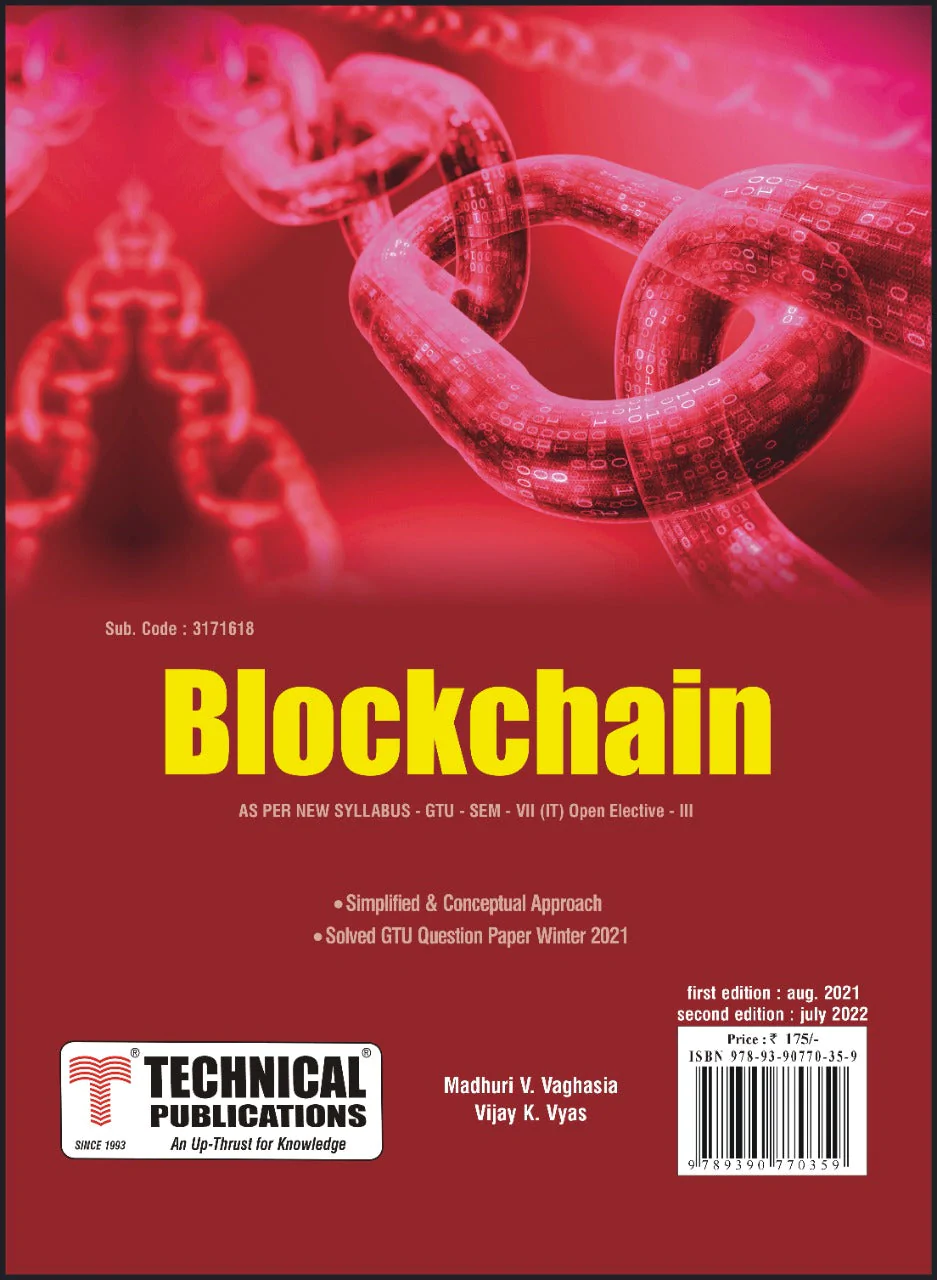 Sub. Code : 3171618
Blockchain
AS PER NEW SYLLABUS - GTU - SEM - VII (IT) Open Elective - III
•Simplified & Conceptual Approach
•Solved GTU Question Paper Winter 2021
first edition : aug. 2021
second edition : july 2022
Price : ₹ 175/-
ISBN 978-93-90770-35-9
9 789390 770359
TECHNICAL®
PUBLICATIONS
SINCE 1993
An Up-Thrust for Knowledge
®
Madhuri V. Vaghasia
Vijay K. Vyas